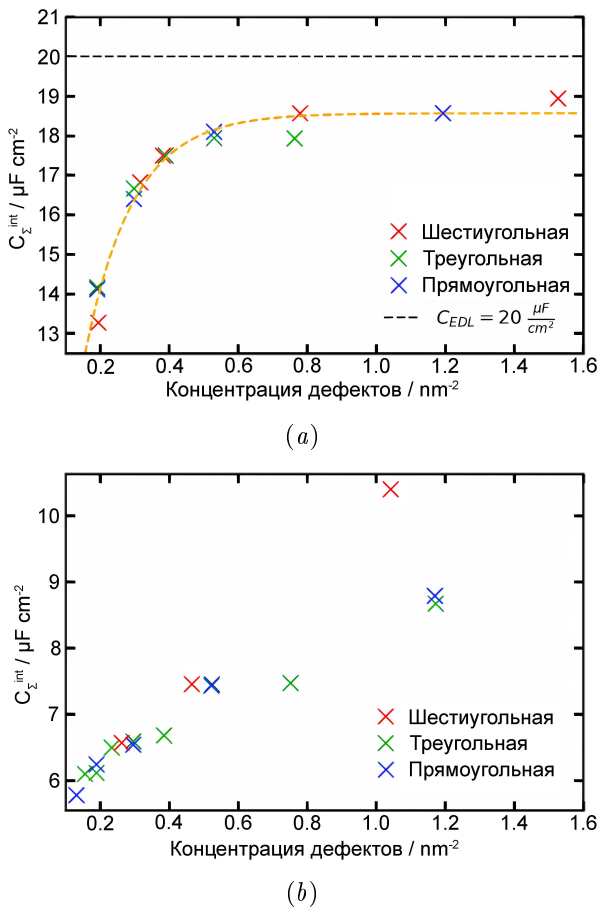 21
20
19
18
17
16
15
14
13
C_Σ^int / µF cm^-2
Шестиугольная
Треугольная
Прямоугольная
C_EDL = 20 µF/cm^2
0.2 0.4 0.6 0.8 1.0 1.2 1.4 1.6
Концентрация дефектов / nm^-2
(a)
10
9
8
7
6
C_Σ^int / µF cm^-2
Шестиугольная
Треугольная
Прямоугольная
0.2 0.4 0.6 0.8 1.0 1.2 1.4 1.6
Концентрация дефектов / nm^-2
(b)